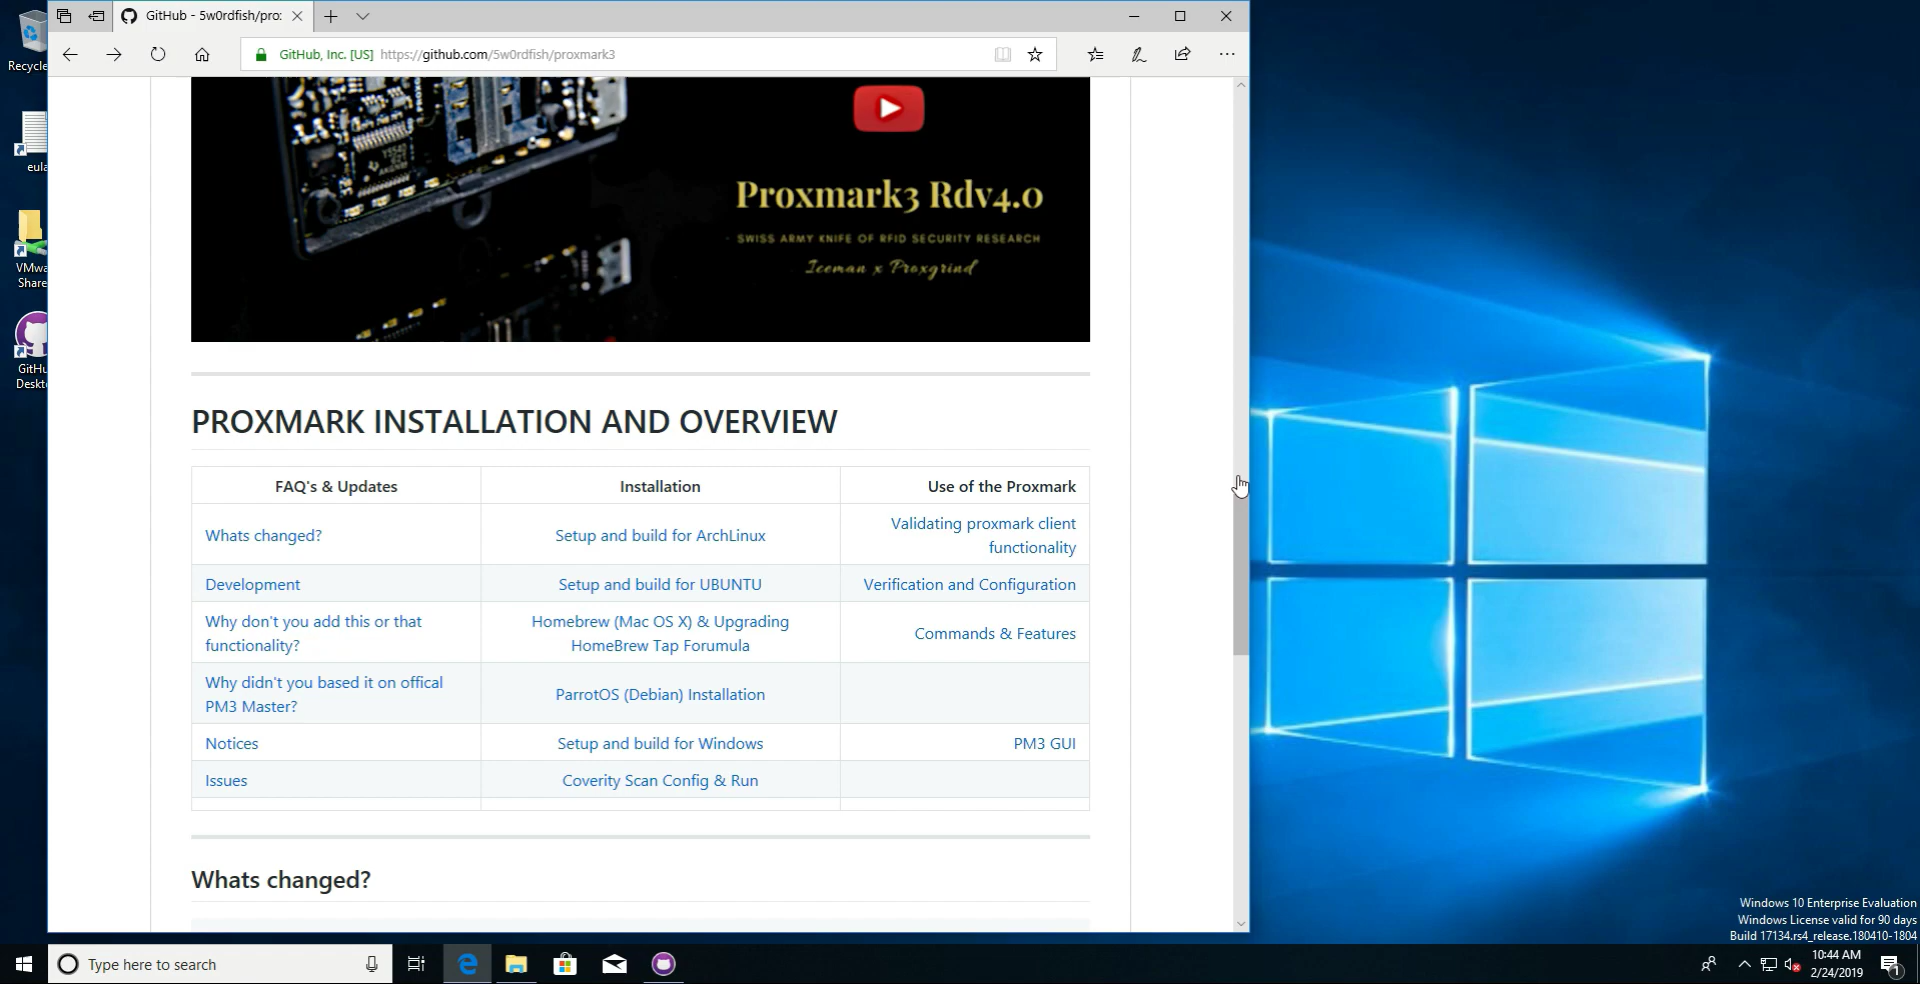 GitHub - 5w0rdfish/pro:
GitHub, Inc. [US] https://github.com/5w0rdfish/proxmark3
Recycle
eula
VMwa
Share
GitHu
Deskt
Proxmark3 Rdv4.0
SWISS ARMY KNIFE OF RFID SECURITY RESEARCH
Iceman x Proxgrind
PROXMARK INSTALLATION AND OVERVIEW
FAQ's & Updates Installation Use of the Proxmark
Whats changed? Setup and build for ArchLinux Validating proxmark client
functionality
Development Setup and build for UBUNTU Verification and Configuration
Why don't you add this or that Homebrew (Mac OS X) & Upgrading Commands & Features
functionality? HomeBrew Tap Forumula
Why didn't you based it on offical ParrotOS (Debian) Installation
PM3 Master?
Notices Setup and build for Windows PM3 GUI
Issues Coverity Scan Config & Run
Whats changed?
Windows 10 Enterprise Evaluation
Windows License valid for 90 days
Build 17134.rs4_release.180410-1804
Type here to search
10:44 AM
2/24/2019
1